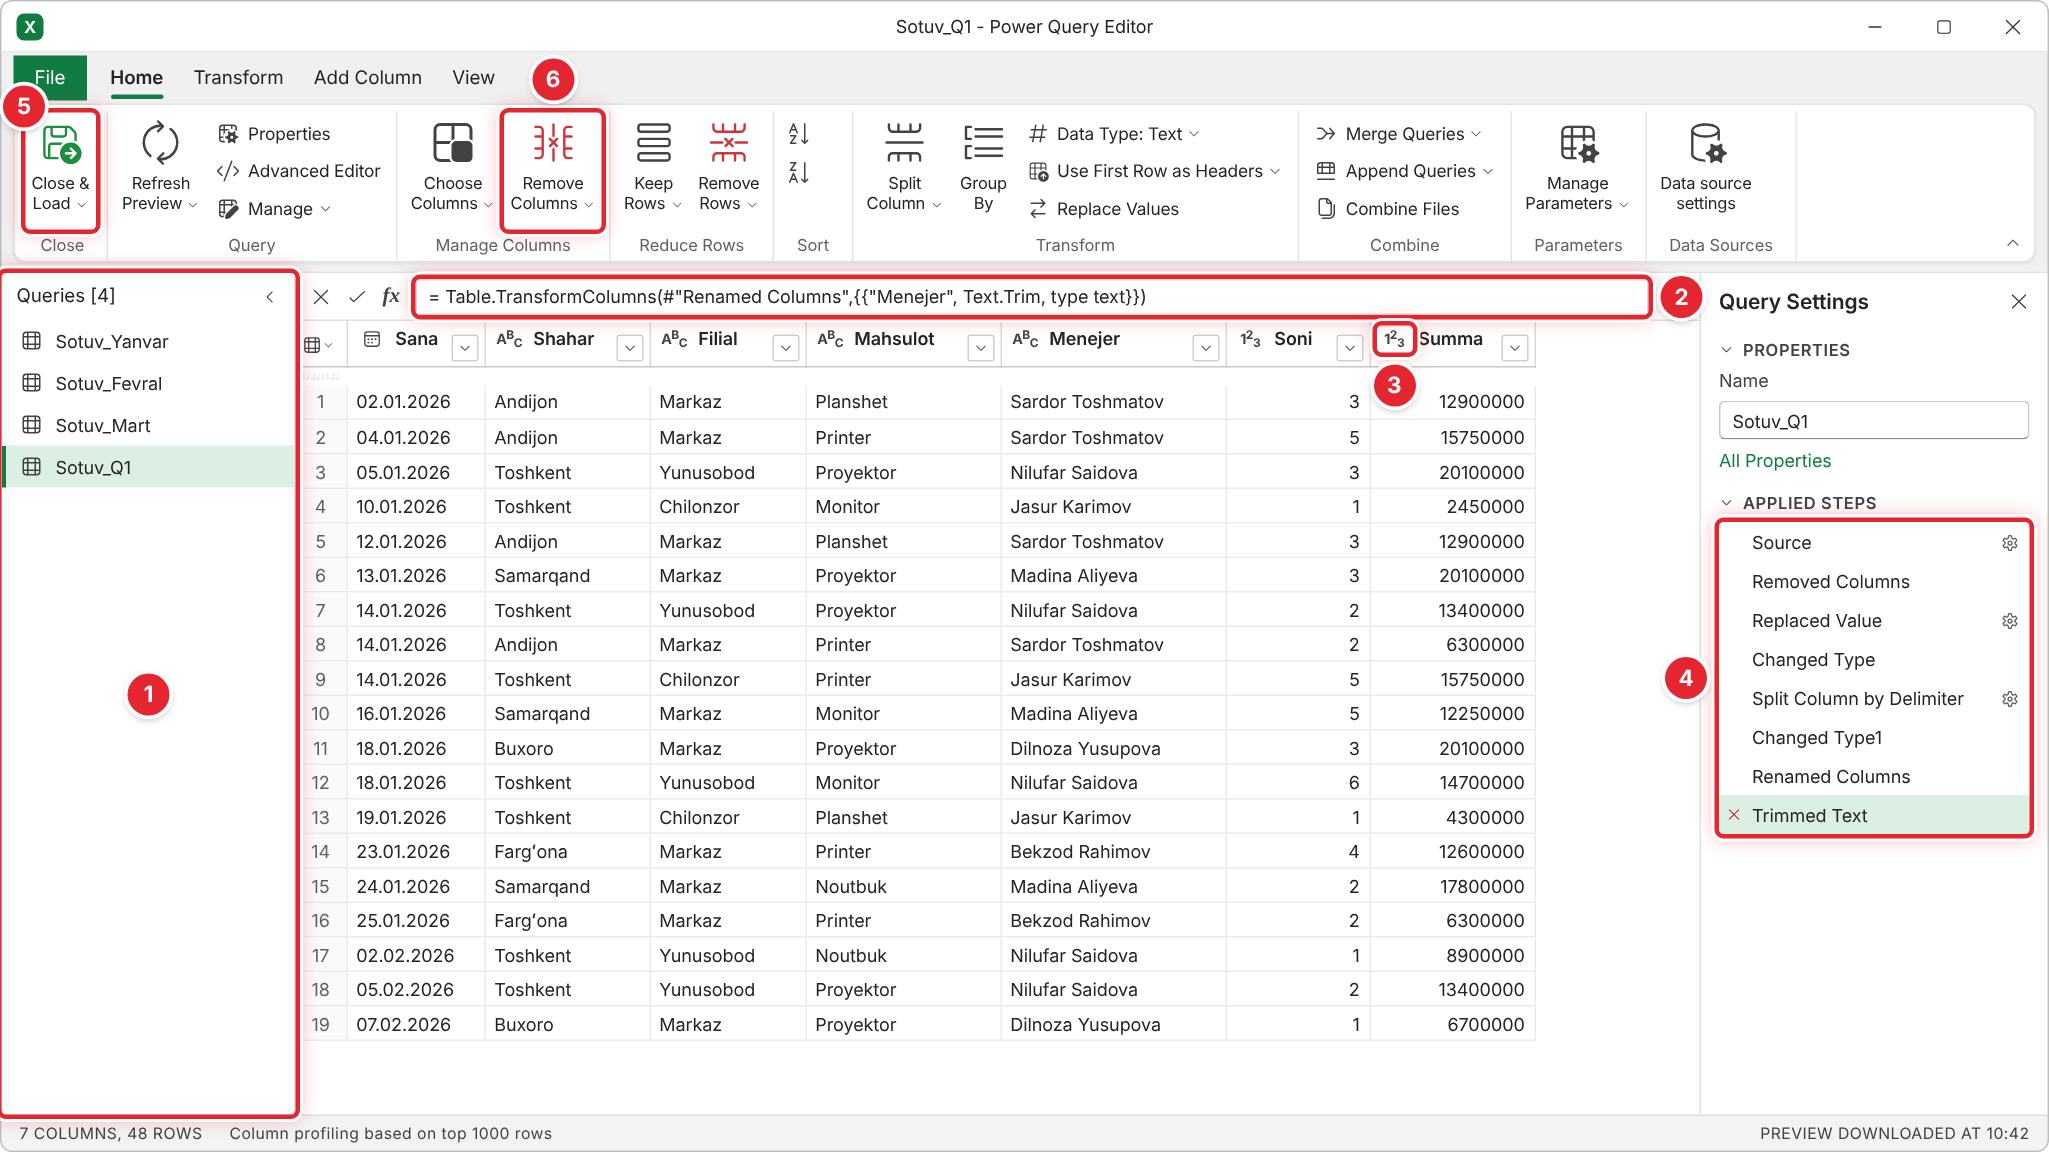 X
Sotuv_Q1 - Power Query Editor
File Home Transform Add Column View
6
5
Close & Load
Refresh Preview
Properties
Advanced Editor
Manage
Choose Columns
Remove Columns
Keep Rows
Remove Rows
A Z
Z A
Split Column
Group By
Data Type: Text
Use First Row as Headers
Replace Values
Merge Queries
Append Queries
Combine Files
Manage Parameters
Data source settings
Close Query Manage Columns Reduce Rows Sort Transform Combine Parameters Data Sources
Queries [4]
Sotuv_Yanvar
Sotuv_Fevral
Sotuv_Mart
Sotuv_Q1
1
fx = Table.TransformColumns(#"Renamed Columns",{{"Menejer", Text.Trim, type text}})
2
Sana ABC Shahar ABC Filial ABC Mahsulot ABC Menejer 123 Soni 123 Summa
3
1 02.01.2026 Andijon Markaz Planshet Sardor Toshmatov 3 12900000
2 04.01.2026 Andijon Markaz Printer Sardor Toshmatov 5 15750000
3 05.01.2026 Toshkent Yunusobod Proyektor Nilufar Saidova 3 20100000
4 10.01.2026 Toshkent Chilonzor Monitor Jasur Karimov 1 2450000
5 12.01.2026 Andijon Markaz Planshet Sardor Toshmatov 3 12900000
6 13.01.2026 Samarqand Markaz Proyektor Madina Aliyeva 3 20100000
7 14.01.2026 Toshkent Yunusobod Proyektor Nilufar Saidova 2 13400000
8 14.01.2026 Andijon Markaz Printer Sardor Toshmatov 2 6300000
9 14.01.2026 Toshkent Chilonzor Printer Jasur Karimov 5 15750000
10 16.01.2026 Samarqand Markaz Monitor Madina Aliyeva 5 12250000
11 18.01.2026 Buxoro Markaz Proyektor Dilnoza Yusupova 3 20100000
12 18.01.2026 Toshkent Yunusobod Monitor Nilufar Saidova 6 14700000
13 19.01.2026 Toshkent Chilonzor Planshet Jasur Karimov 1 4300000
14 23.01.2026 Fargʻona Markaz Printer Bekzod Rahimov 4 12600000
15 24.01.2026 Samarqand Markaz Noutbuk Madina Aliyeva 2 17800000
16 25.01.2026 Fargʻona Markaz Printer Bekzod Rahimov 2 6300000
17 02.02.2026 Toshkent Yunusobod Noutbuk Nilufar Saidova 1 8900000
18 05.02.2026 Toshkent Yunusobod Proyektor Nilufar Saidova 2 13400000
19 07.02.2026 Buxoro Markaz Proyektor Dilnoza Yusupova 1 6700000
Query Settings
PROPERTIES
Name
Sotuv_Q1
All Properties
APPLIED STEPS
Source
Removed Columns
Replaced Value
Changed Type
4
Split Column by Delimiter
Changed Type1
Renamed Columns
Trimmed Text
7 COLUMNS, 48 ROWS Column profiling based on top 1000 rows PREVIEW DOWNLOADED AT 10:42